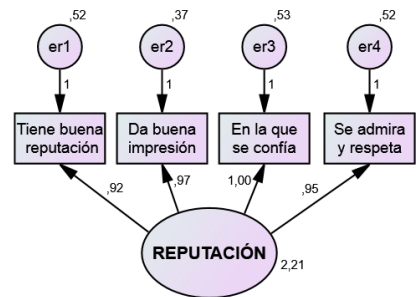 ,52
,37
,53
,52
er1
er2
er3
er4
1
1
1
1
Tiene buena
reputación
Da buena
impresión
En la que
se confía
Se admira
y respeta
,92
,97
1,00
,95
REPUTACIÓN
2,21